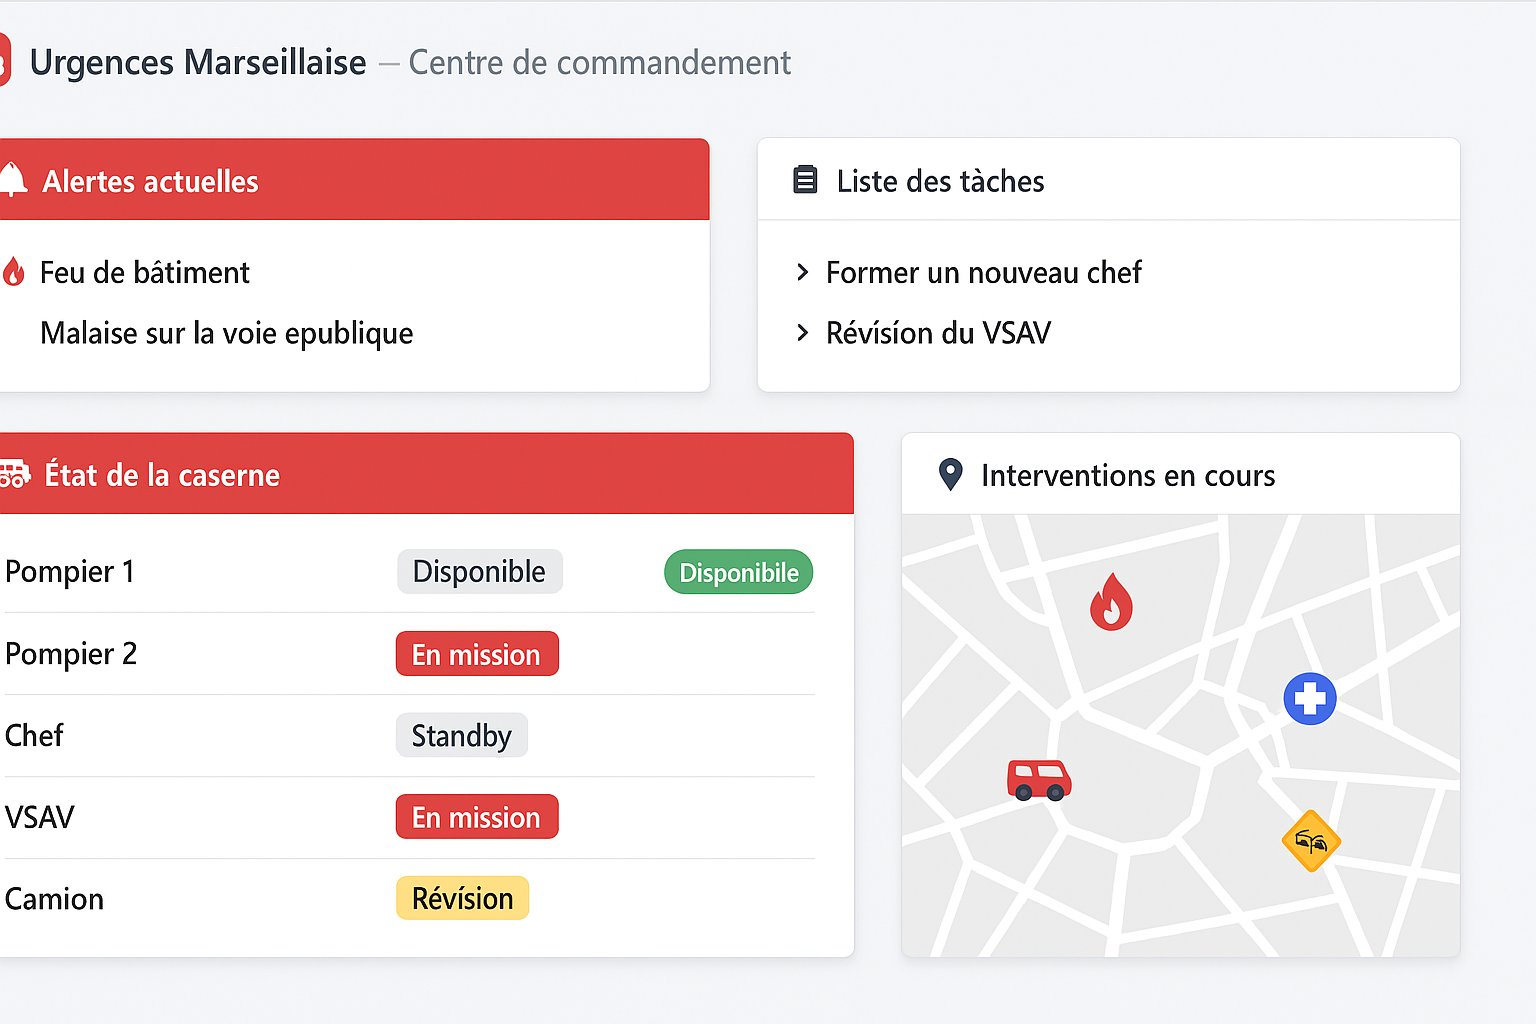 Urgences Marseillaise — Centre de commandement
Alertes actuelles
Feu de bâtiment
Malaise sur la voie epublique
Liste des tàches
Former un nouveau chef
Révísíon du VSAV
État de la caserne
Pompier 1 Disponible Disponibile
Pompier 2 En mission
Chef Standby
VSAV En mission
Camion Révísion
Interventions en cours